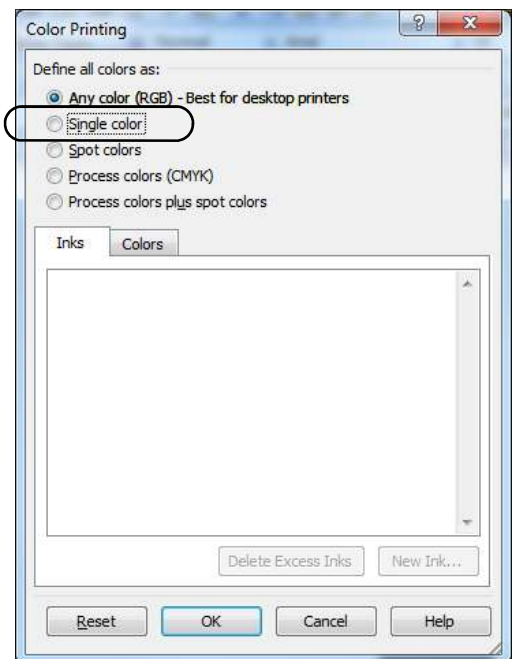 Color Printing
Define all colors as:
Any color (RGB) - Best for desktop printers
Single color
Spot colors
Process colors (CMYK)
Process colors plus spot colors
Inks Colors
Delete Excess Inks New Ink...
Reset OK Cancel Help